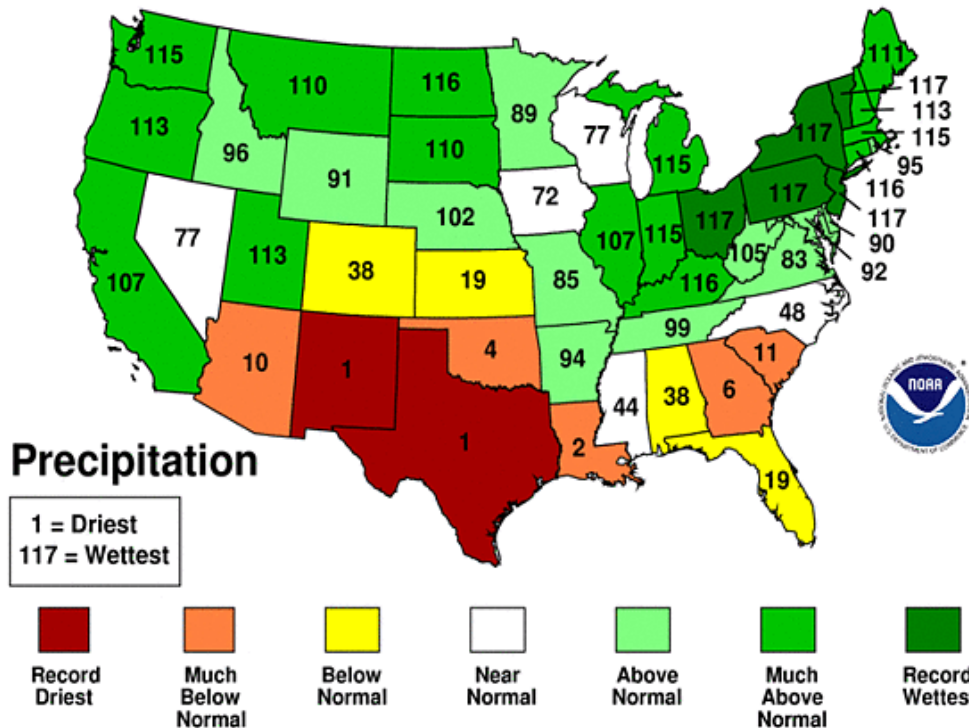 115
110
116
89
77
111
117
113
115
95
116
117
90
92
113
96
91
110
72
115
117
117
102
107
115
105
83
77
113
38
19
85
116
48
107
99
10
1
4
94
11
1
2
44
38
6
19
NOAA
Precipitation
1 = Driest
117 = Wettest
Record
Driest
Much
Below
Normal
Below
Normal
Near
Normal
Above
Normal
Much
Above
Normal
Record
Wettest